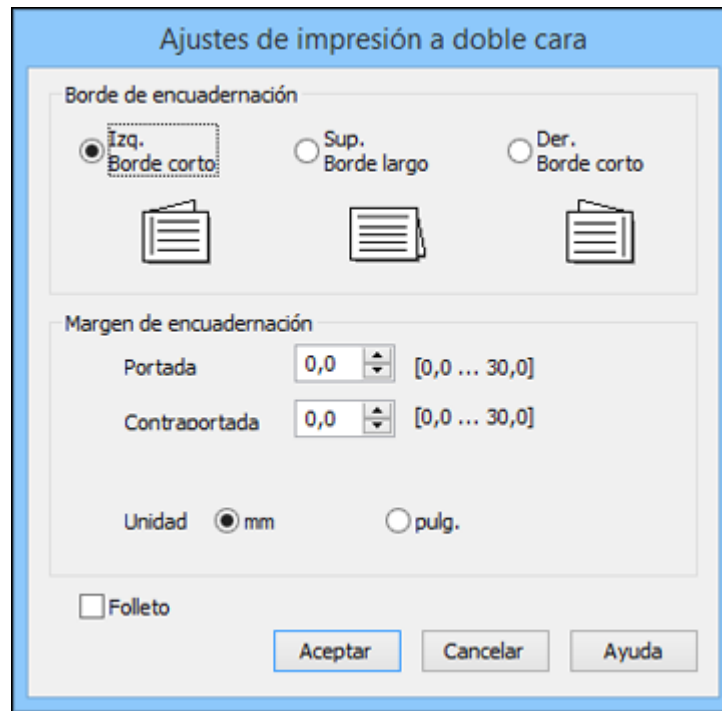 Ajustes de impresión a doble cara
Borde de encuadernación
Izq.
Borde corto
Sup.
Borde largo
Der.
Borde corto
Margen de encuadernación
Portada 0,0 [0,0 ... 30,0]
Contraportada 0,0 [0,0 ... 30,0]
Unidad mm pulg.
Folleto
Aceptar Cancelar Ayuda